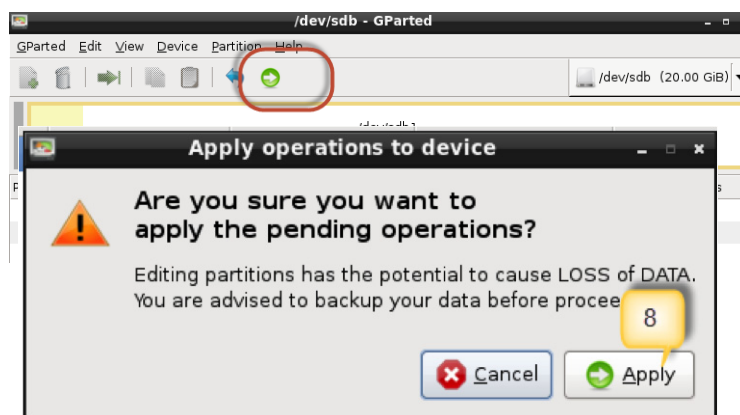 /dev/sdb - GParted
GParted Edit View Device Partition Help
/dev/sdb (20.00 GiB)
/dev/sdb1
Apply operations to device
Are you sure you want to
apply the pending operations?
Editing partitions has the potential to cause LOSS of DATA.
You are advised to backup your data before procee
8
Cancel Apply